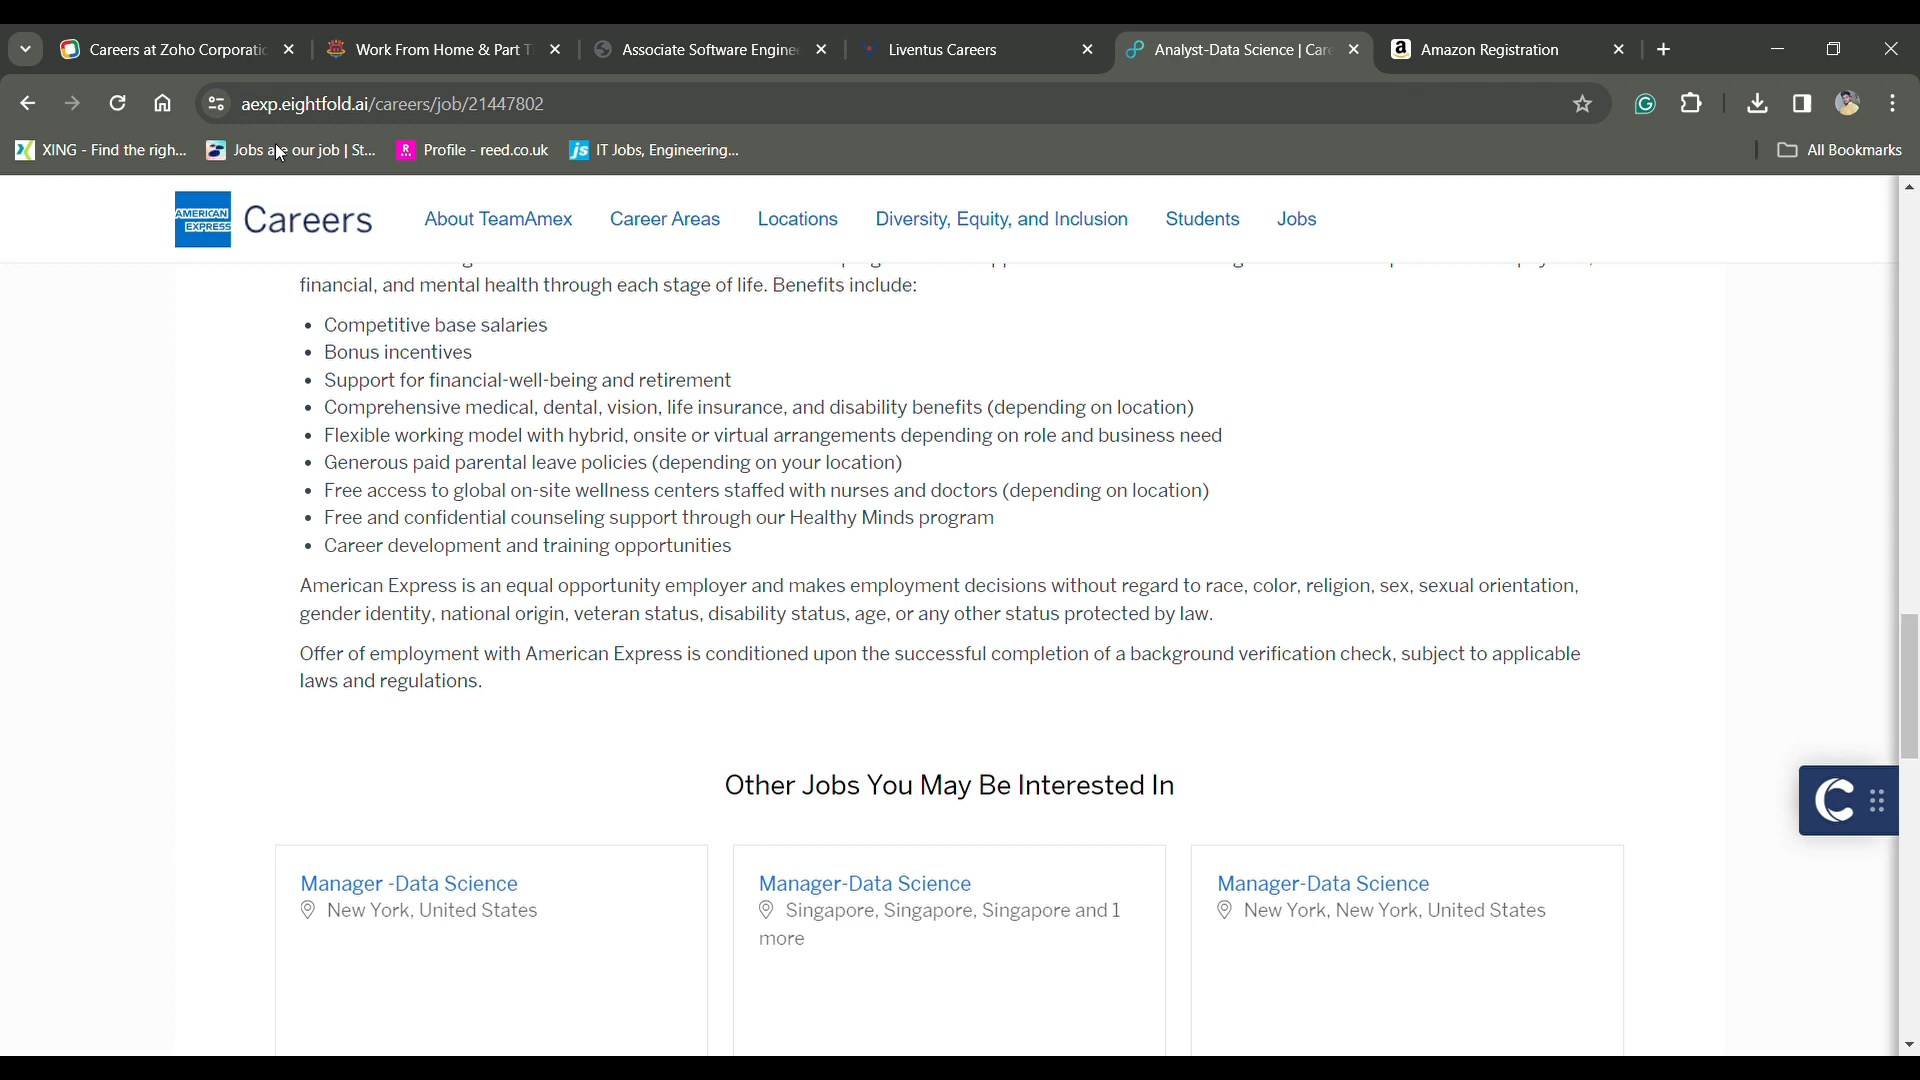 Careers at Zoho Corporatic
Work From Home & Part T
Associate Software Enginee
Liventus Careers
Analyst-Data Science | Care
Amazon Registration
aexp.eightfold.ai/careers/job/21447802
XING - Find the righ...
Jobs are our job | St...
Profile - reed.co.uk
IT Jobs, Engineering...
All Bookmarks
AMERICAN
EXPRESS
Careers
About TeamAmex
Career Areas
Locations
Diversity, Equity, and Inclusion
Students
Jobs
financial, and mental health through each stage of life. Benefits include:
• Competitive base salaries
• Bonus incentives
• Support for financial-well-being and retirement
• Comprehensive medical, dental, vision, life insurance, and disability benefits (depending on location)
• Flexible working model with hybrid, onsite or virtual arrangements depending on role and business need
• Generous paid parental leave policies (depending on your location)
• Free access to global on-site wellness centers staffed with nurses and doctors (depending on location)
• Free and confidential counseling support through our Healthy Minds program
• Career development and training opportunities
American Express is an equal opportunity employer and makes employment decisions without regard to race, color, religion, sex, sexual orientation,
gender identity, national origin, veteran status, disability status, age, or any other status protected by law.
Offer of employment with American Express is conditioned upon the successful completion of a background verification check, subject to applicable
laws and regulations.
Other Jobs You May Be Interested In
Manager -Data Science
New York, United States
Manager-Data Science
Singapore, Singapore, Singapore and 1
more
Manager-Data Science
New York, New York, United States